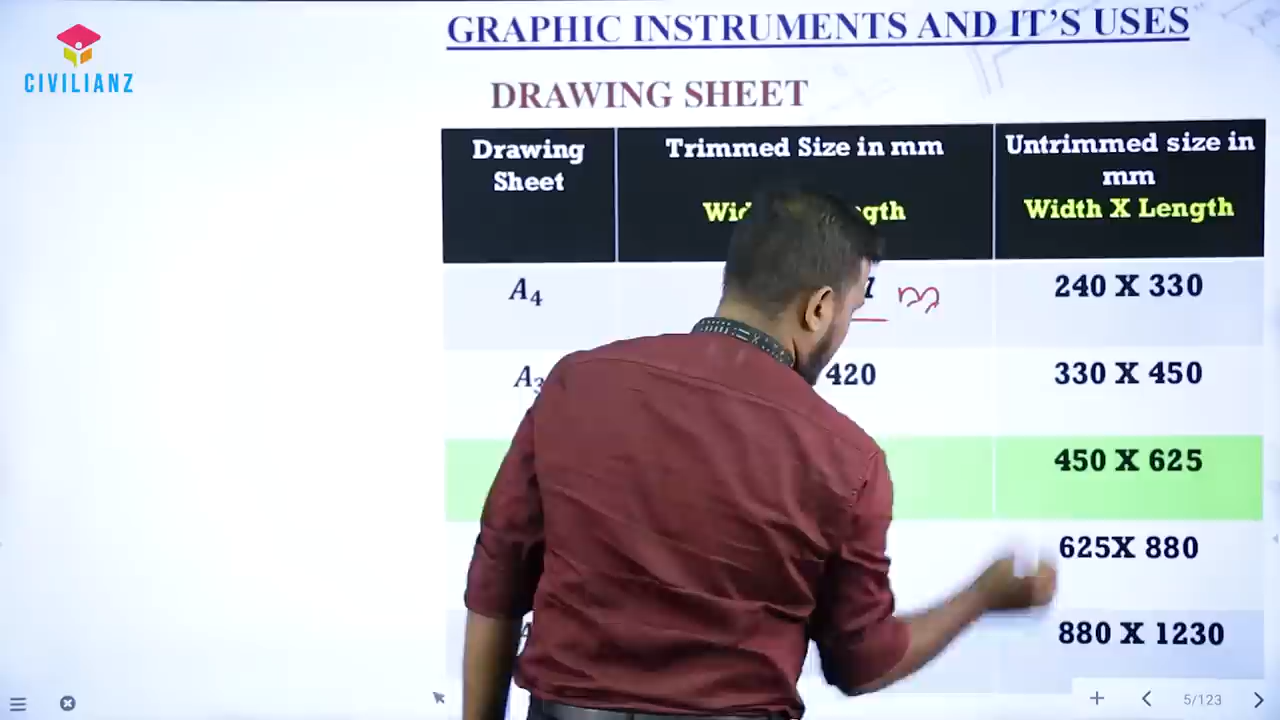 GRAPHIC INSTRUMENTS AND IT'S USES
CIVILIANZ
DRAWING SHEET
Drawing Sheet
Trimmed Size in mm
Untrimmed size in mm
Width X Length
A4
240 X 330
420
330 X 450
450 X 625
625X 880
880 X 1230
5/123